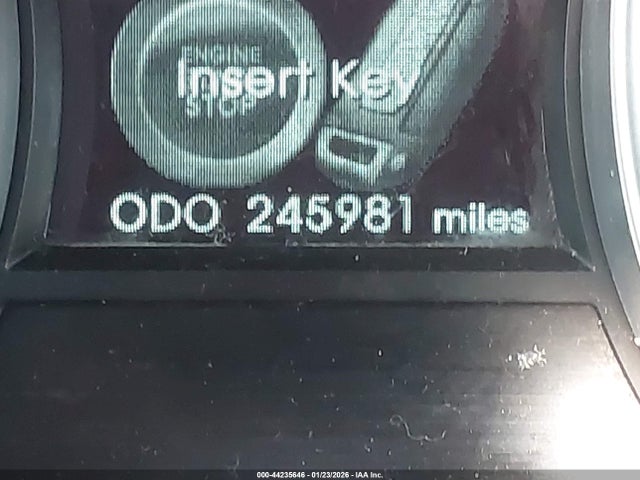 ENGINE
STOP
Insert Key
ODO 245981 miles
000-44235646 - 01/23/2026 - IAA Inc.